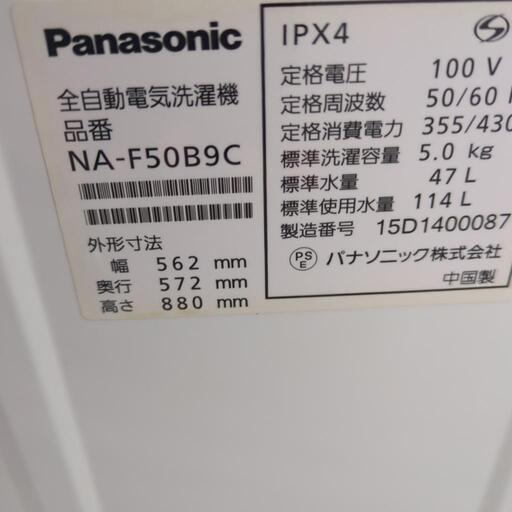 Panasonic
全自動電気洗濯機
品番
NA-F50B9C
外形寸法
幅 562 mm
奥行 572 mm
高さ 880 mm
IPX4
定格電圧 100 V
定格周波数 50/60
定格消費電力 355/430
標準洗濯容量 5.0 kg
標準水量 47 L
標準使用水量 114 L
製造番号 15D1400087
PS
E パナソニック株式会社
中国製